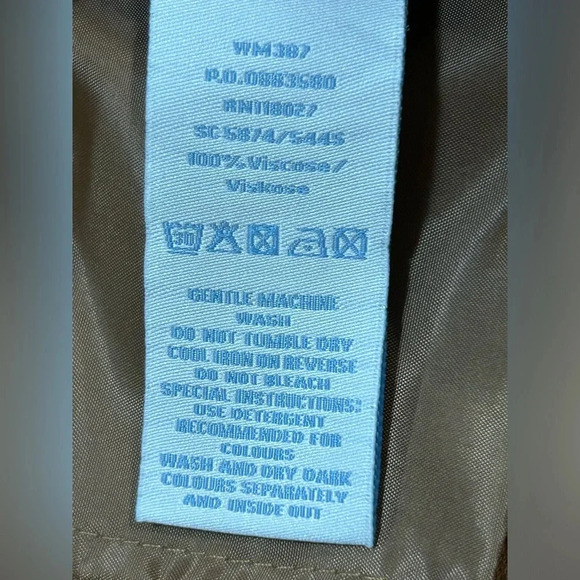 WM387
P.O.0883580
RN118027
SC 5874/5445
100% Viscose/
Viskose
30
GENTLE MACHINE
WASH
DO NOT TUMBLE DRY
COOL IRON ON REVERSE
DO NOT BLEACH
SPECIAL INSTRUCTIONS:
USE DETERGENT
RECOMMENDED FOR
COLOURS
WASH AND DRY DARK
COLOURS SEPARATELY
AND INSIDE OUT